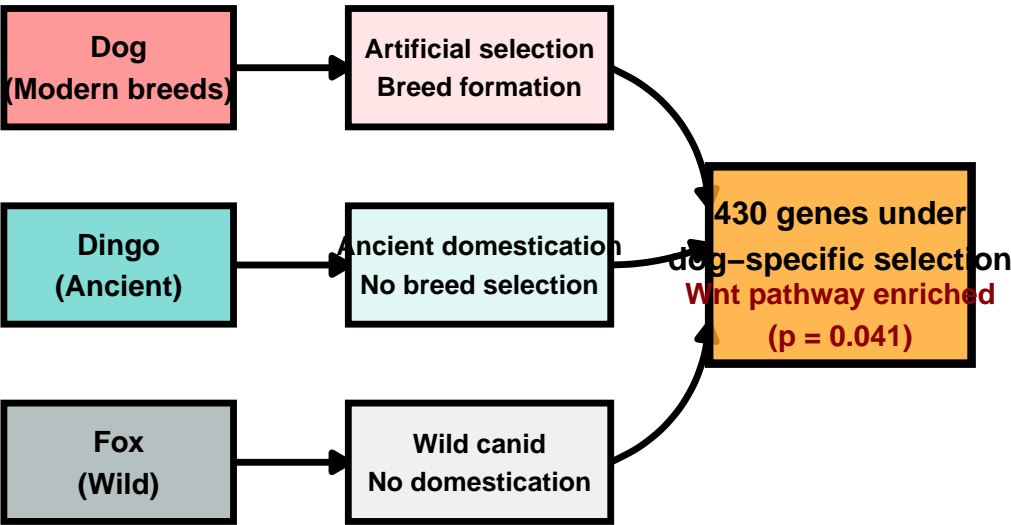 Dog
(Modern breeds)
Artificial selection
Breed formation
Dingo
(Ancient)
Ancient domestication
No breed selection
Fox
(Wild)
Wild canid
No domestication
430 genes under
dog–specific selection
Wnt pathway enriched
(p = 0.041)